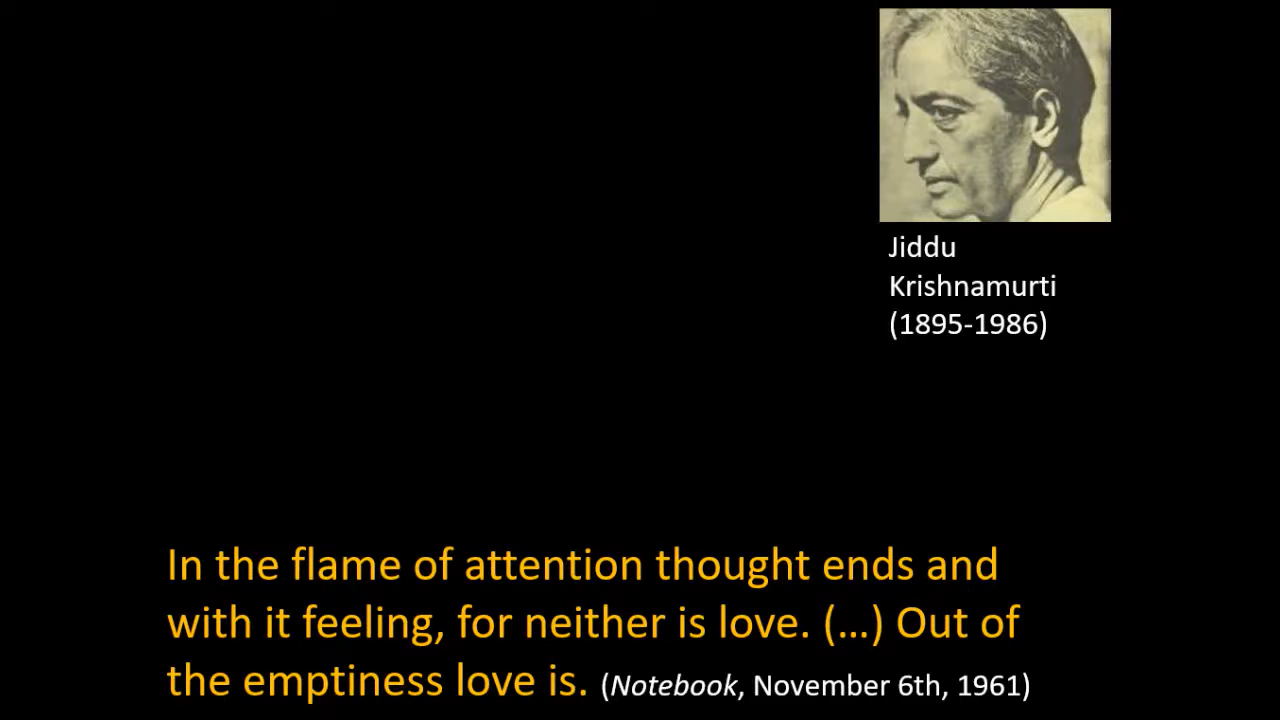 Jiddu
Krishnamurti
(1895-1986)
In the flame of attention thought ends and
with it feeling, for neither is love. (…) Out of
the emptiness love is. (Notebook, November 6th, 1961)